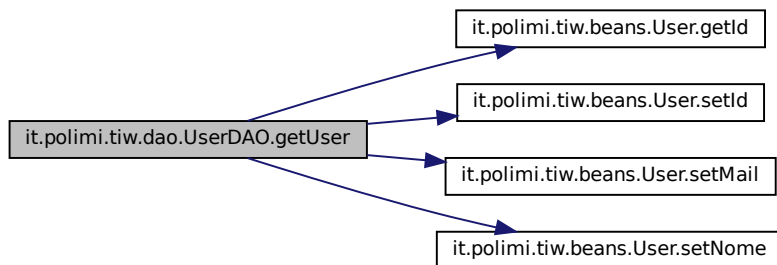 it.polimi.tiw.beans.User.getId
it.polimi.tiw.beans.User.setId
it.polimi.tiw.dao.UserDAO.getUser
it.polimi.tiw.beans.User.setMail
it.polimi.tiw.beans.User.setNome